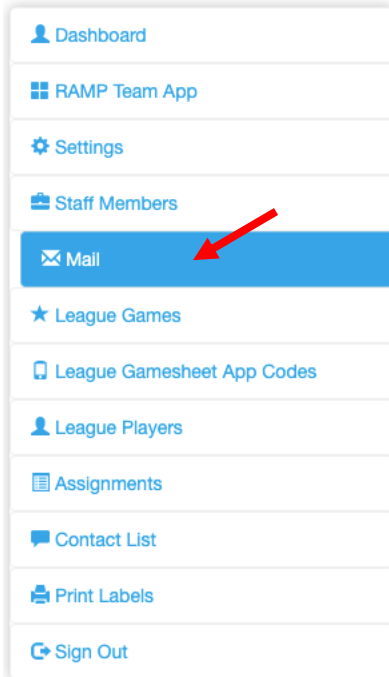 Dashboard
RAMP Team App
Settings
Staff Members
Mail
League Games
League Gamesheet App Codes
League Players
Assignments
Contact List
Print Labels
Sign Out